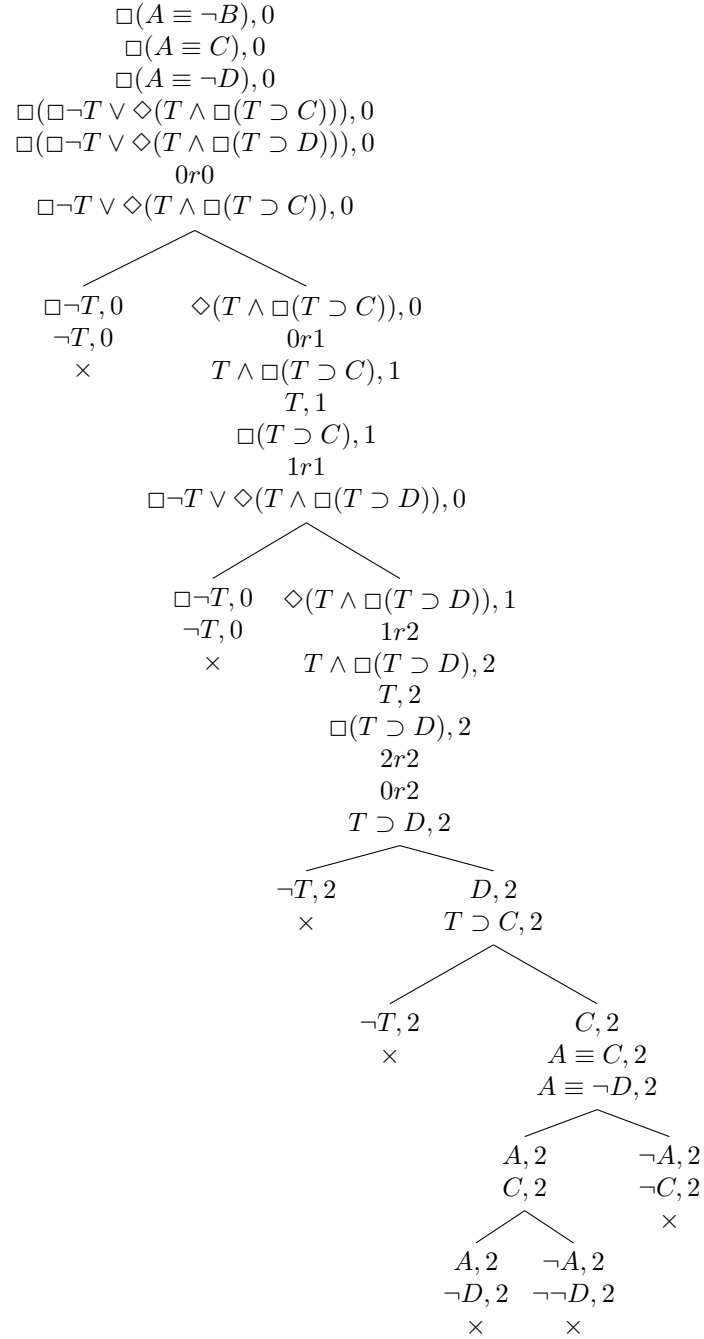 □(A ≡ ¬B), 0
□(A ≡ C), 0
□(A ≡ ¬D), 0
□(□¬T ∨ ◇(T ∧ □(T ⊃ C))), 0
□(□¬T ∨ ◇(T ∧ □(T ⊃ D))), 0
0r0
□¬T ∨ ◇(T ∧ □(T ⊃ C)), 0
□¬T, 0 ◇(T ∧ □(T ⊃ C)), 0
¬T, 0 0r1
× T ∧ □(T ⊃ C), 1
T, 1
□(T ⊃ C), 1
1r1
□¬T ∨ ◇(T ∧ □(T ⊃ D)), 0
□¬T, 0 ◇(T ∧ □(T ⊃ D)), 1
¬T, 0 1r2
× T ∧ □(T ⊃ D), 2
T, 2
□(T ⊃ D), 2
2r2
0r2
T ⊃ D, 2
¬T, 2 D, 2
× T ⊃ C, 2
¬T, 2 C, 2
× A ≡ C, 2
A ≡ ¬D, 2
A, 2 ¬A, 2
C, 2 ¬C, 2
×
A, 2 ¬A, 2
¬D, 2 ¬¬D, 2
× ×